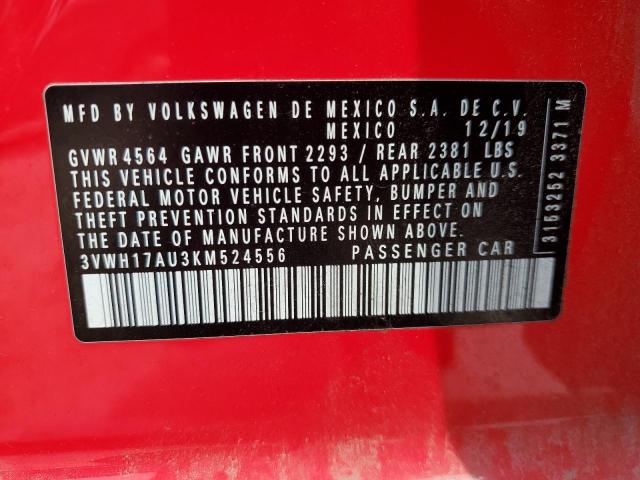 MFD BY VOLKSWAGEN DE MEXICO S.A. DE C.V.
MEXICO 12/19
GVWR 4564 GAWR FRONT 2293 / REAR 2381 LBS
THIS VEHICLE CONFORMS TO ALL APPLICABLE U.S.
FEDERAL MOTOR VEHICLE SAFETY, BUMPER AND
THEFT PREVENTION STANDARDS IN EFFECT ON
THE DATE OF MANUFACTURE SHOWN ABOVE.
3VWH17AU3KM524556 PASSENGER CAR
3163252 3371 M